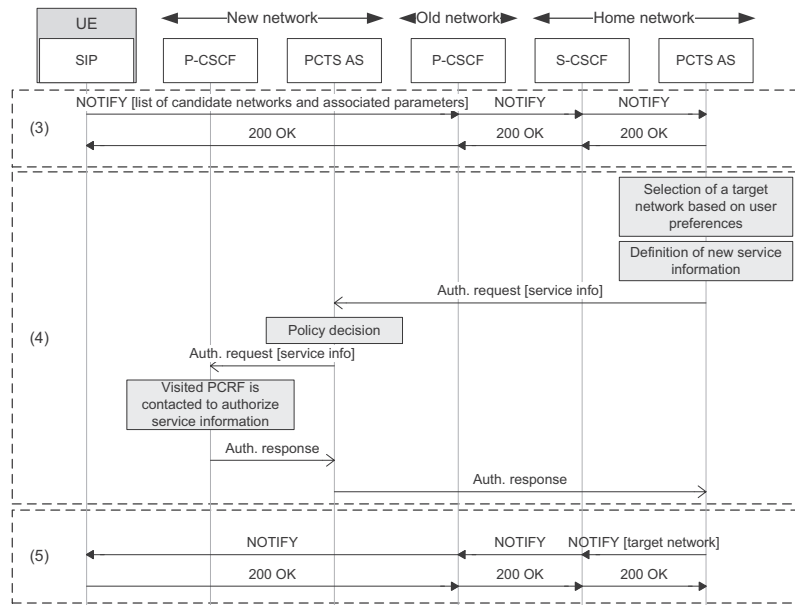 UE
New network
Old network
Home network
SIP
P-CSCF
PCTS AS
P-CSCF
S-CSCF
PCTS AS
(3)
NOTIFY [list of candidate networks and associated parameters]
NOTIFY
NOTIFY
200 OK
200 OK
200 OK
(4)
Selection of a target
network based on user
preferences
Definition of new service
information
Auth. request [service info]
Policy decision
Auth. request [service info]
Visited PCRF is
contacted to authorize
service information
Auth. response
Auth. response
(5)
NOTIFY
NOTIFY
NOTIFY [target network]
200 OK
200 OK
200 OK